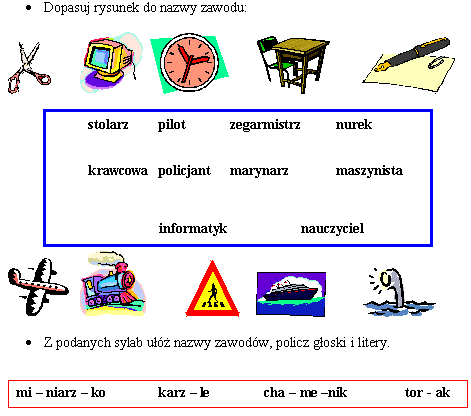 • Dopasuj rysunek do nazwy zawodu:
stolarz pilot zegarmistrz nurek
krawcowa policjant marynarz maszynista
informatyk nauczyciel
• Z podanych sylab ułóż nazwy zawodów, policz głoski i litery.
mi – niarz – ko karz – le cha – me –nik tor - ak